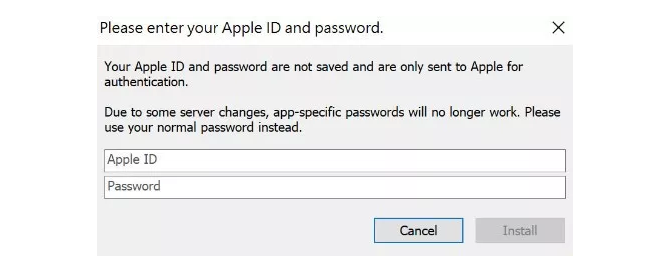 Please enter your Apple ID and password.
Your Apple ID and password are not saved and are only sent to Apple for
authentication.
Due to some server changes, app-specific passwords will no longer work. Please
use your normal password instead.
Apple ID
Password
Cancel
Install